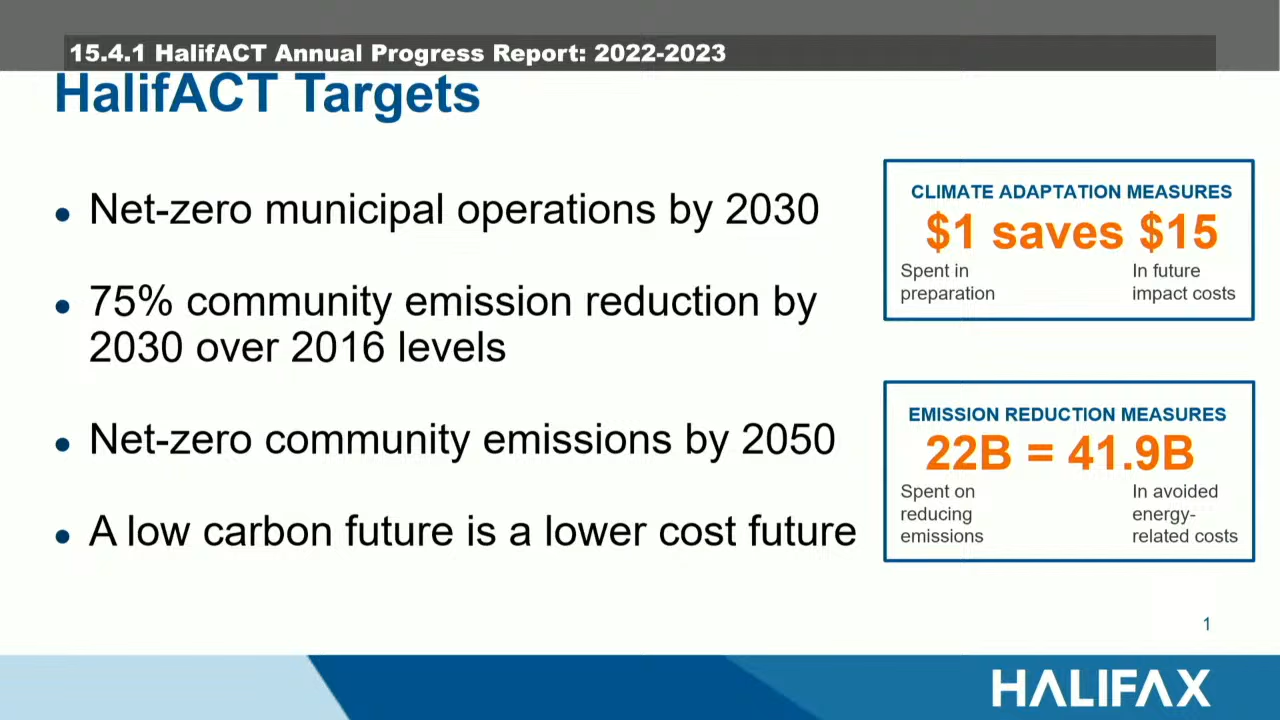 15.4.1 HalifACT Annual Progress Report: 2022-2023
HalifACT Targets
• Net-zero municipal operations by 2030
• 75% community emission reduction by
2030 over 2016 levels
• Net-zero community emissions by 2050
• A low carbon future is a lower cost future
CLIMATE ADAPTATION MEASURES
$1 saves $15
Spent in
preparation
In future
impact costs
EMISSION REDUCTION MEASURES
22B = 41.9B
Spent on
reducing
emissions
In avoided
energy-
related costs
1
HALIFAX